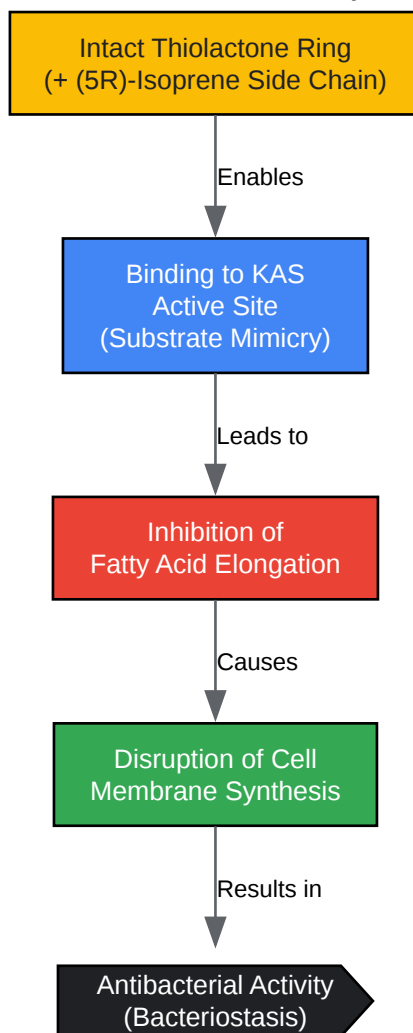 Intact Thiolactone Ring
(+ (5R)-Isoprene Side Chain)
Enables
Binding to KAS
Active Site
(Substrate Mimicry)
Leads to
Inhibition of
Fatty Acid Elongation
Causes
Disruption of Cell
Membrane Synthesis
Results in
Antibacterial Activity
(Bacteriostasis)